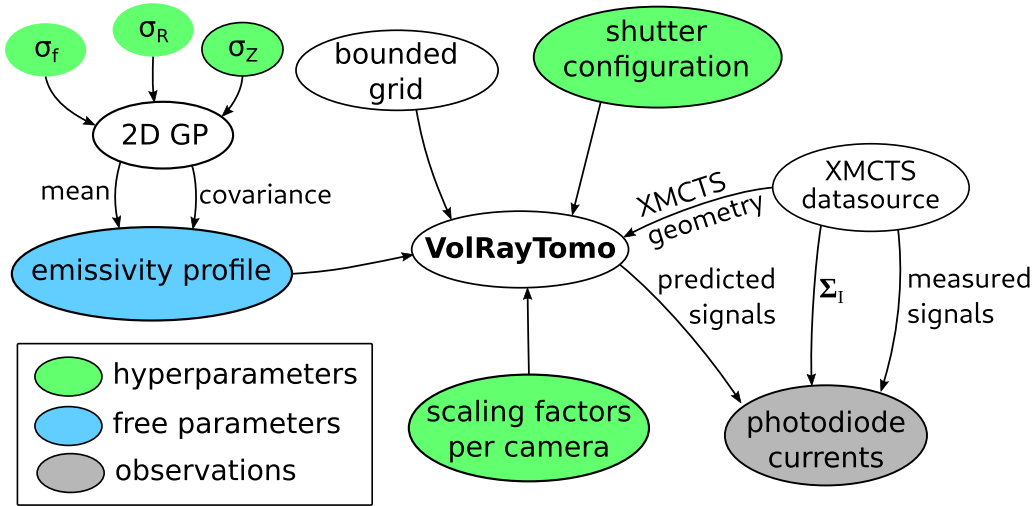 σf
σR
σZ
2D GP
mean
covariance
emissivity profile
bounded
grid
shutter
configuration
XMCTS
datasource
XMCTS
geometry
VolRayTomo
predicted
signals
ΣI
measured
signals
scaling factors
per camera
photodiode
currents
hyperparameters
free parameters
observations